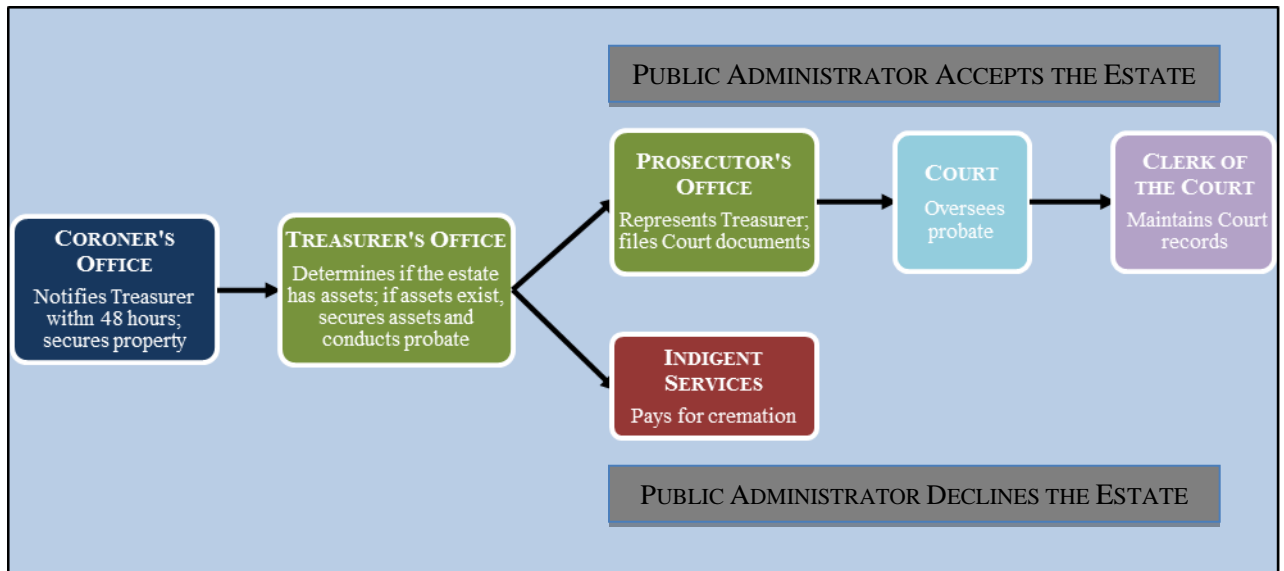 PUBLIC ADMINISTRATOR ACCEPTS THE ESTATE
CORONER'S
OFFICE
Notifies Treasurer
withn 48 hours;
secures property
TREASURER'S OFFICE
Determines if the estate
has assets; if assets exist,
secures assets and
conducts probate
PROSECUTOR'S
OFFICE
Represents Treasurer;
files Court documents
COURT
Oversees
probate
CLERK OF
THE COURT
Maintains Court
records
INDIGENT
SERVICES
Pays for cremation
PUBLIC ADMINISTRATOR DECLINES THE ESTATE